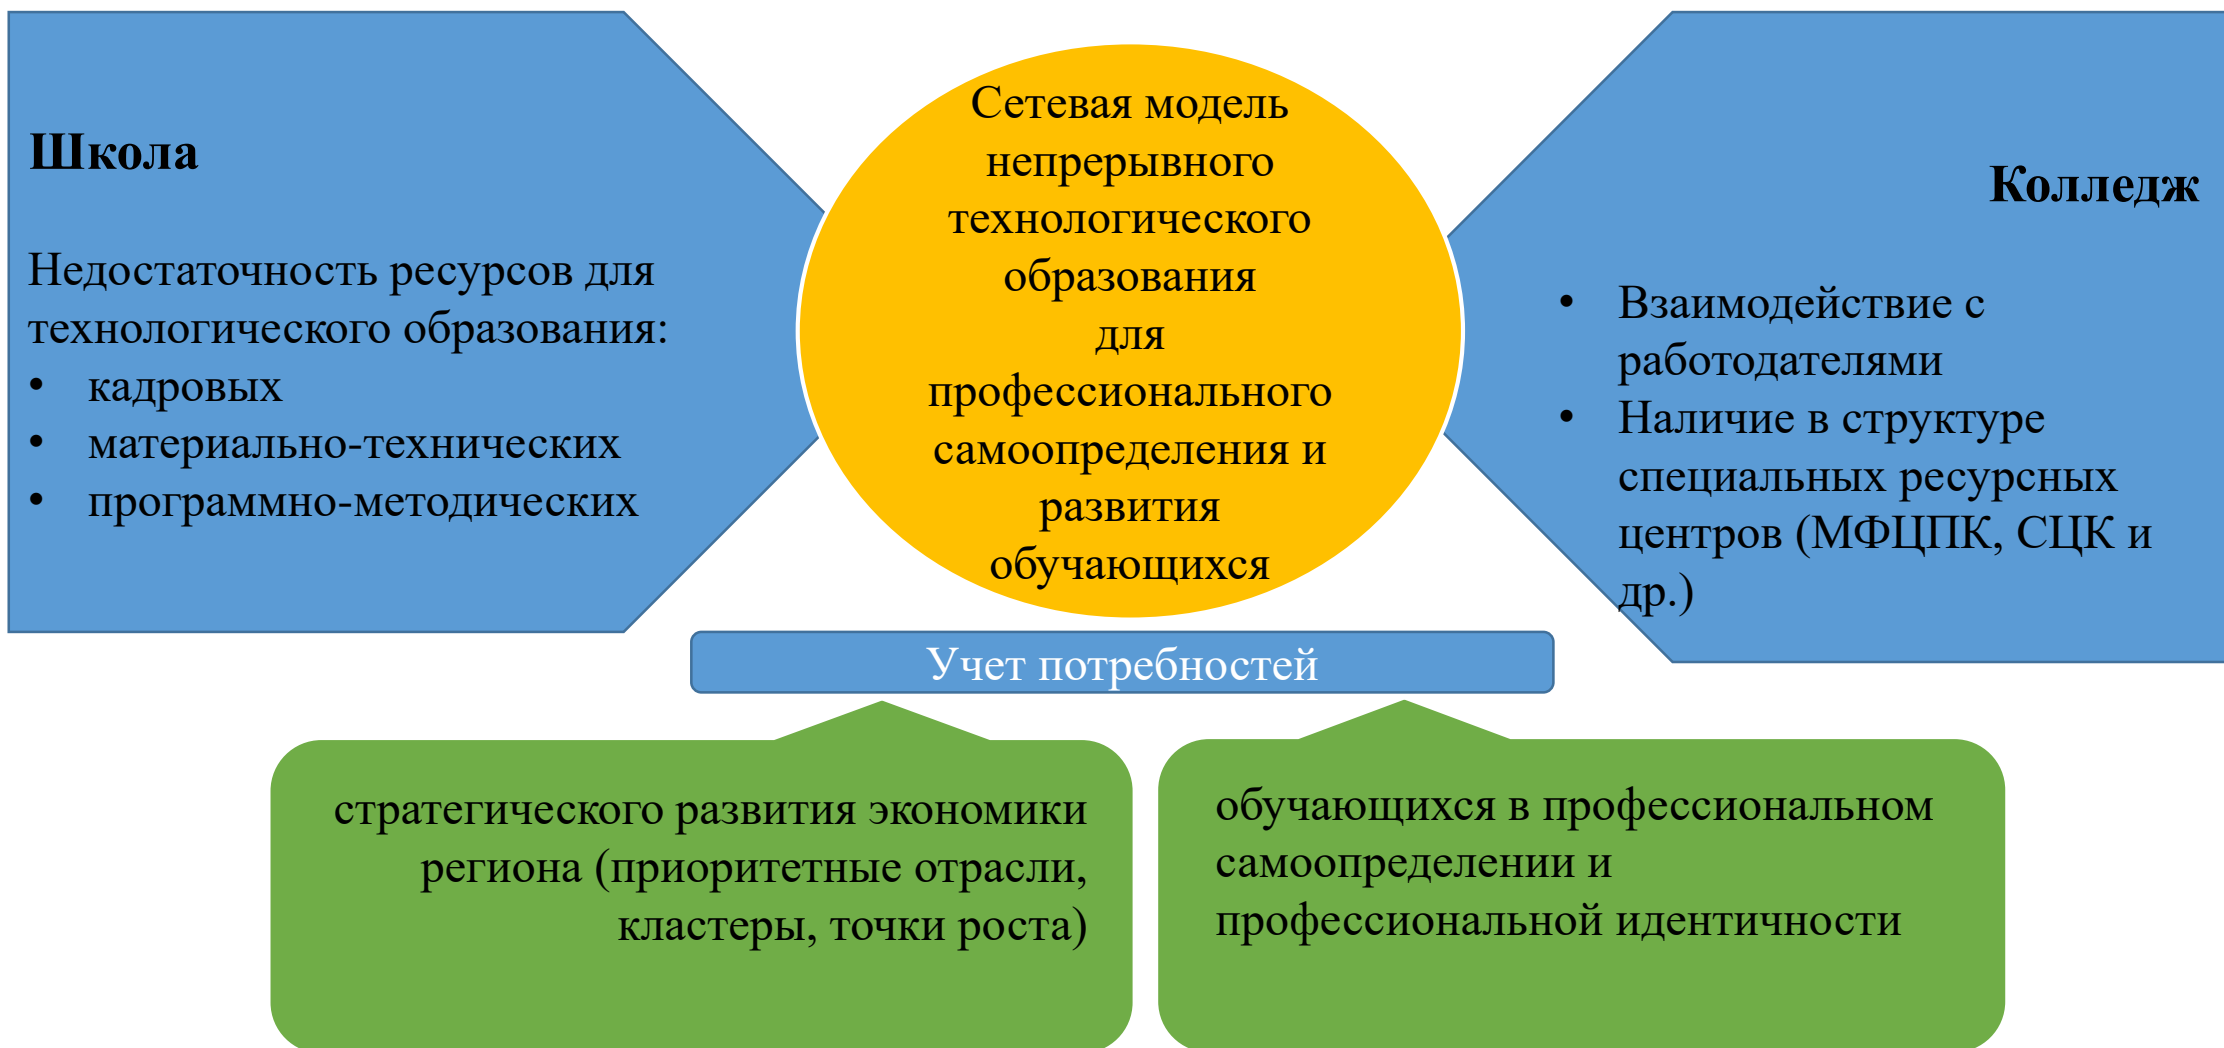 Школа
Недостаточность ресурсов для
технологического образования:
• кадровых
• материально-технических
• программно-методических
Сетевая модель
непрерывного
технологического
образования
для
профессионального
самоопределения и
развития
обучающихся
Колледж
• Взаимодействие с
работодателями
• Наличие в структуре
специальных ресурсных
центров (МФЦПК, СЦК и
др.)
Учет потребностей
стратегического развития экономики
региона (приоритетные отрасли,
кластеры, точки роста)
обучающихся в профессиональном
самоопределении и
профессиональной идентичности